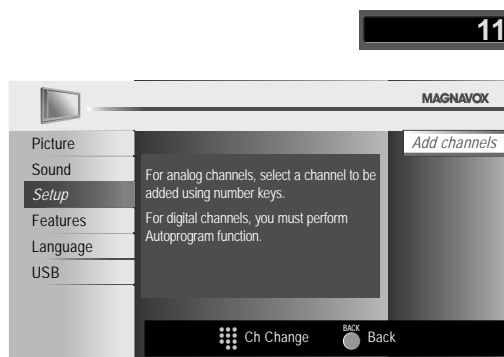 11
MAGNAVOX
Picture
Sound
Setup
Features
Language
USB
Add channels
For analog channels, select a channel to be
added using number keys.
For digital channels, you must perform
Autoprogram function.
Ch Change
BACK
Back